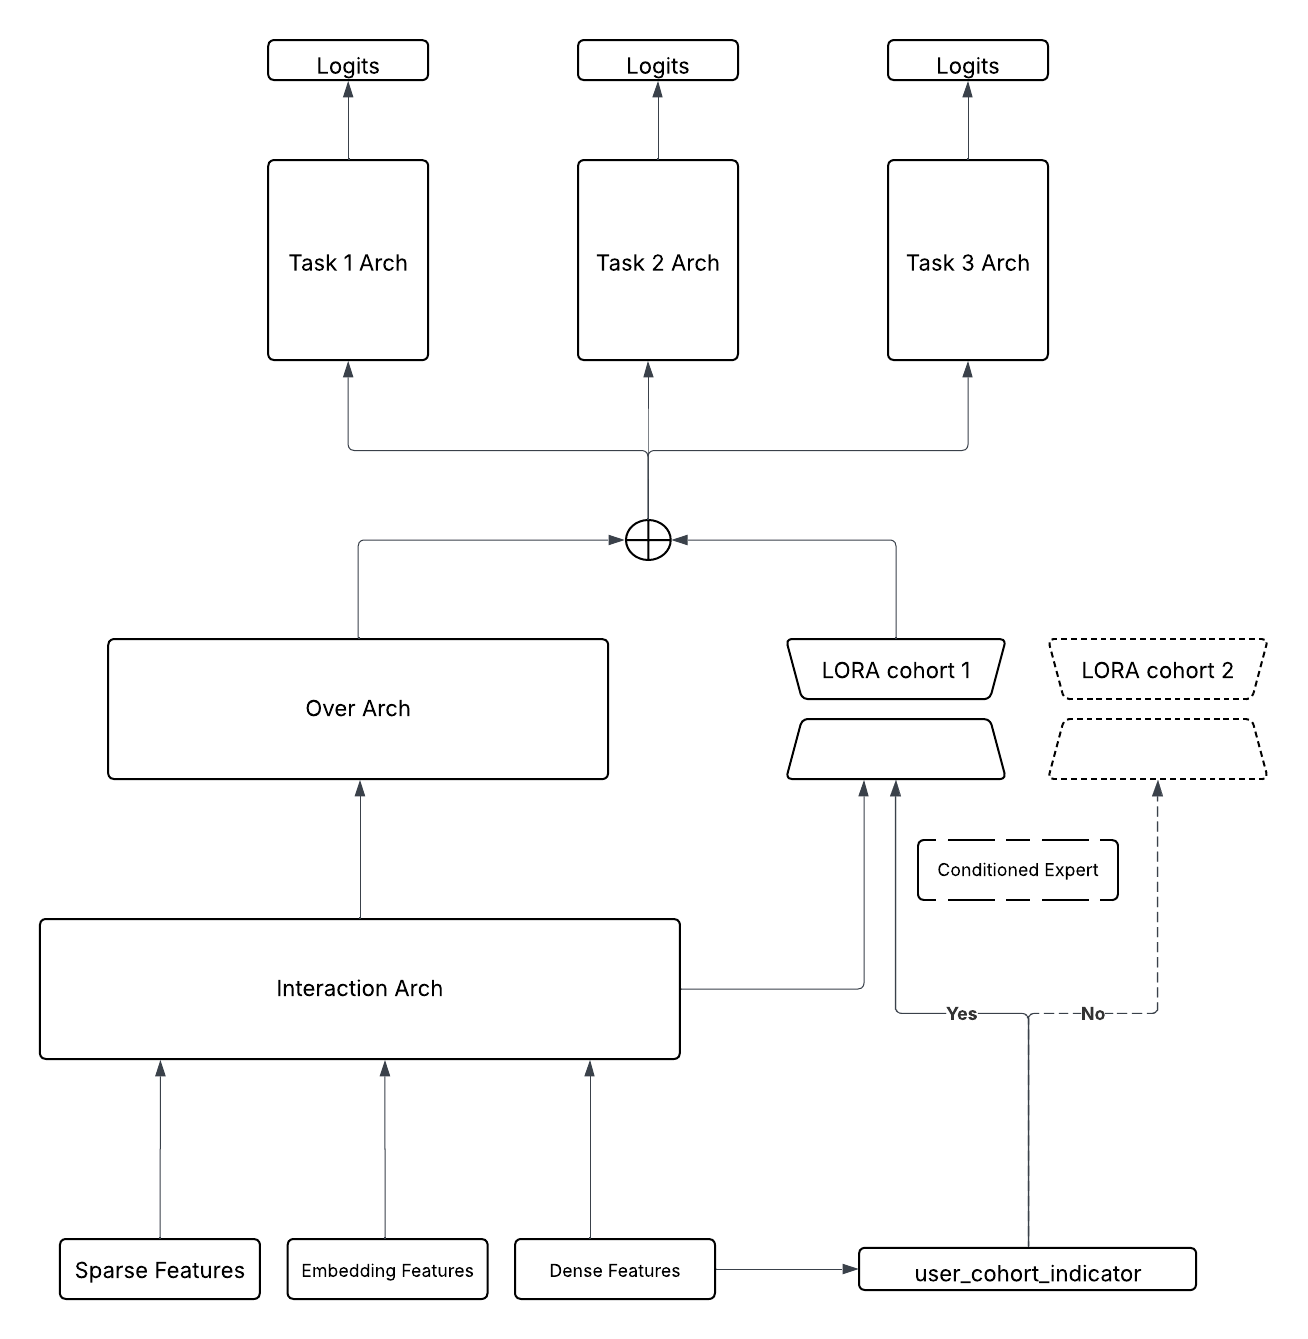 Logits
Logits
Logits
Task 1 Arch
Task 2 Arch
Task 3 Arch
LORA cohort 1
LORA cohort 2
Over Arch
Conditioned Expert
Interaction Arch
Yes
No
Sparse Features
Embedding Features
Dense Features
user_cohort_indicator